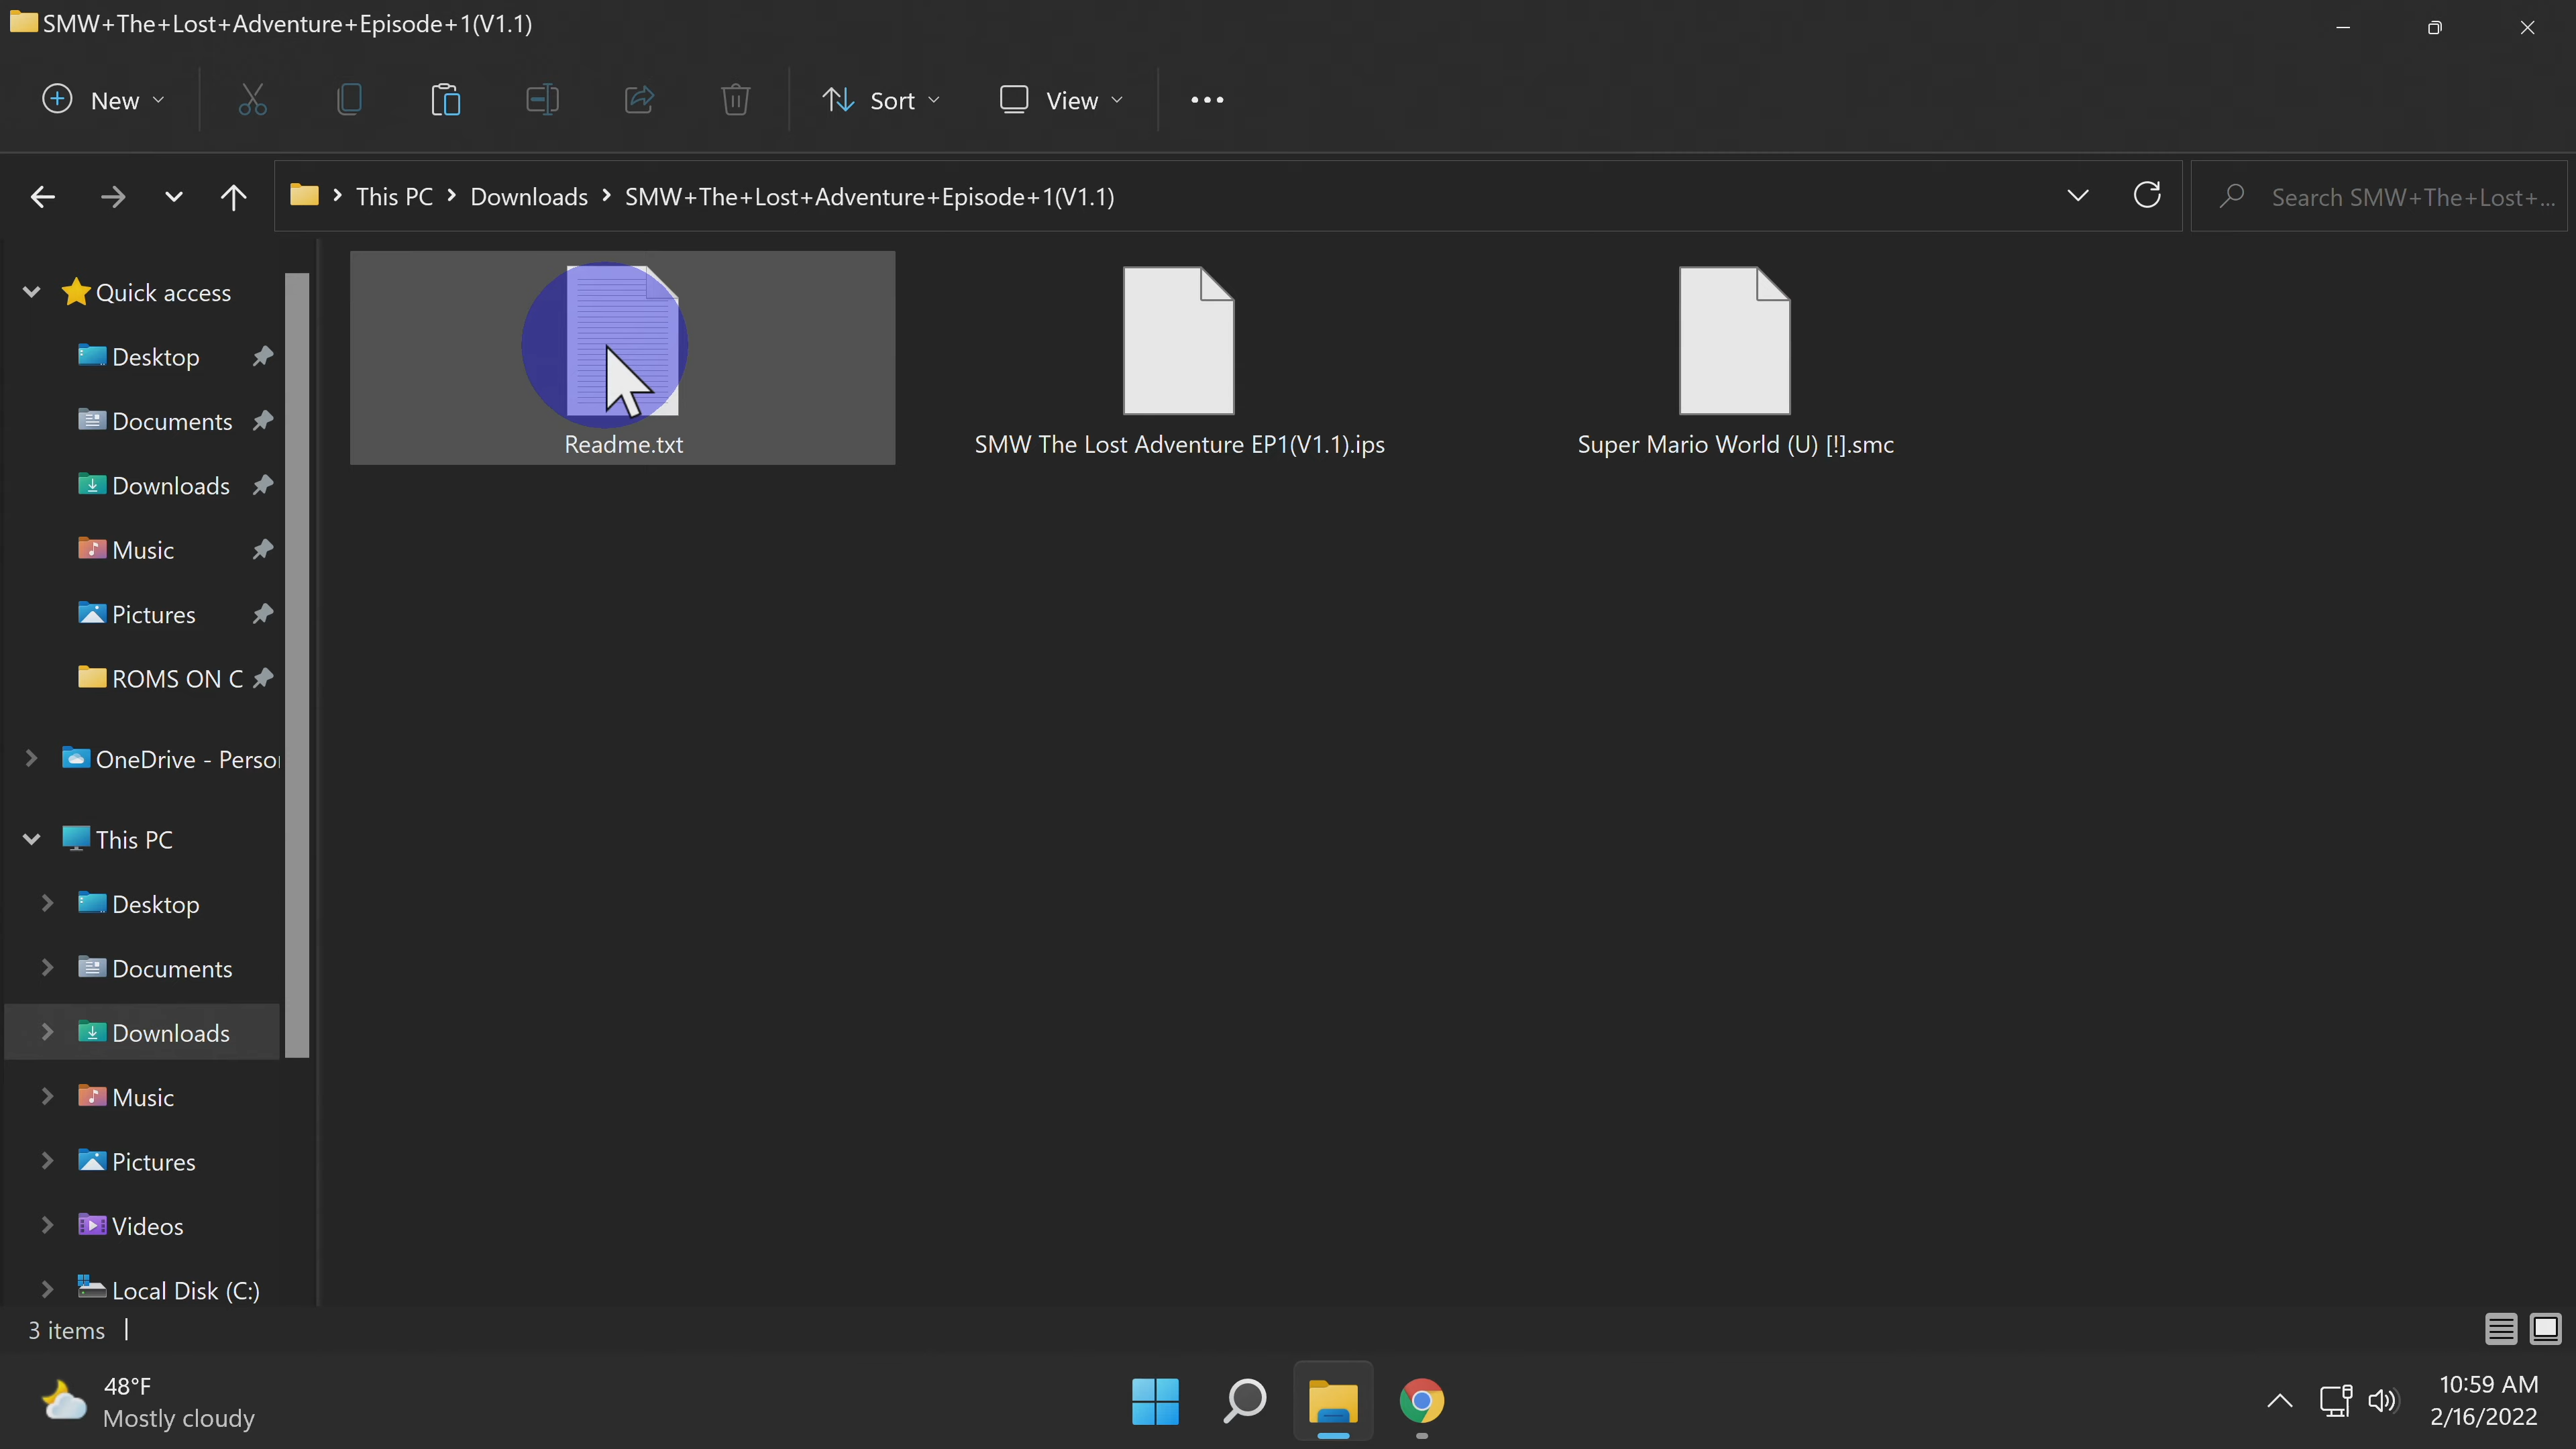 SMW+The+Lost+Adventure+Episode+1(V1.1)
New
Sort
View
This PC
Downloads
SMW+The+Lost+Adventure+Episode+1(V1.1)
Search SMW+The+Lost+...
Quick access
Desktop
Documents
Downloads
Music
Pictures
ROMS ON C
OneDrive - Perso
This PC
Desktop
Documents
Downloads
Music
Pictures
Videos
Local Disk (C:)
Readme.txt
SMW The Lost Adventure EP1(V1.1).ips
Super Mario World (U) [!].smc
3 items
48°F
Mostly cloudy
10:59 AM
2/16/2022